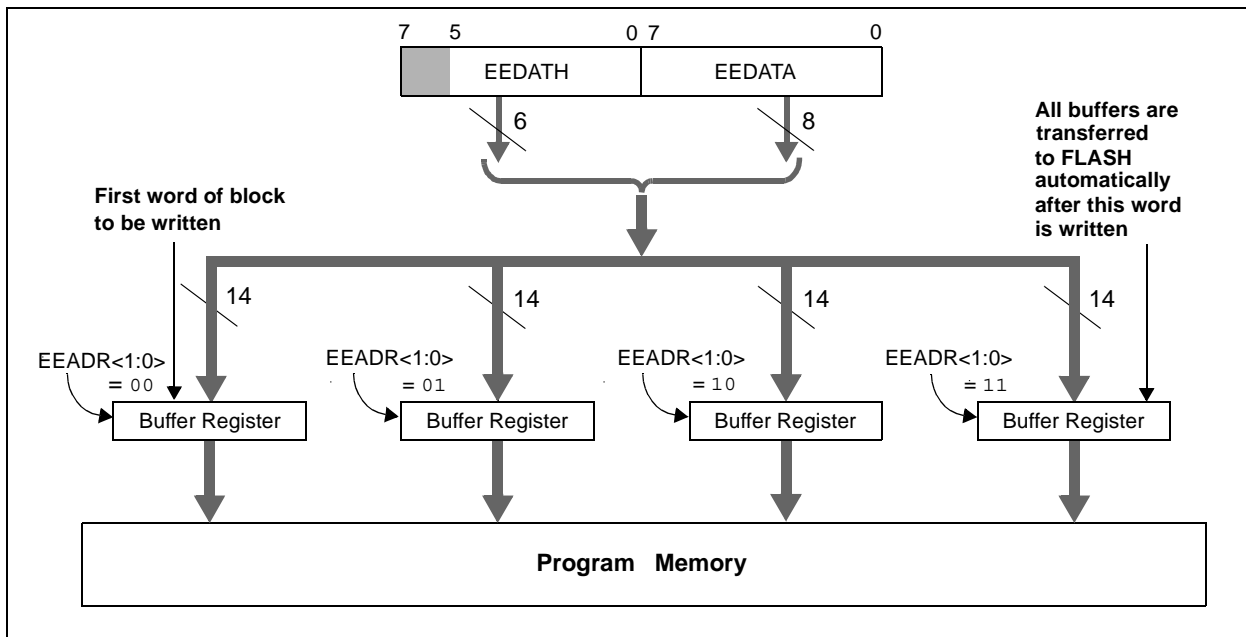 7 5 0 7 0
EEDATH EEDATA
6 8
All buffers are
transferred
to FLASH
automatically
after this word
is written
First word of block
to be written
14 14 14 14
EEADR<1:0>
= 00
EEADR<1:0>
= 01
EEADR<1:0>
= 10
EEADR<1:0>
= 11
Buffer Register Buffer Register Buffer Register Buffer Register
Program Memory